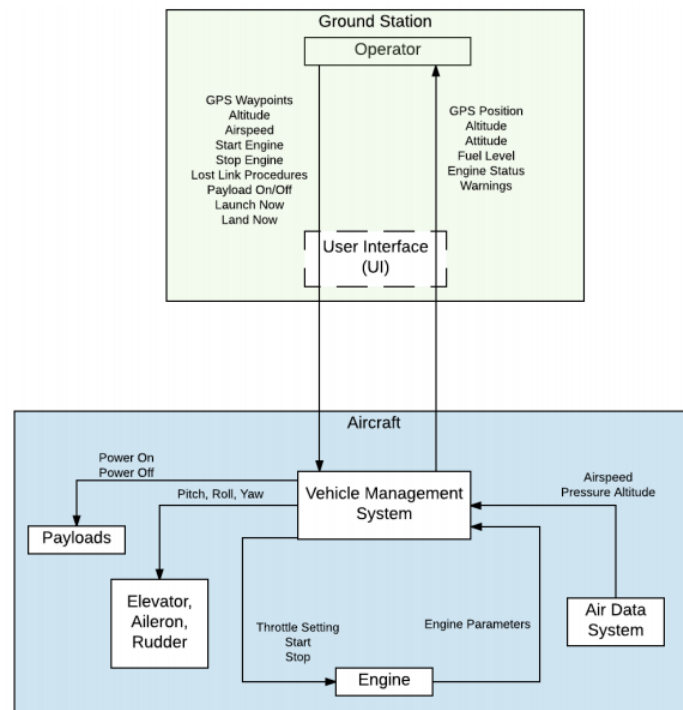 Ground Station
Operator
GPS Waypoints
Altitude
Airspeed
Start Engine
Stop Engine
Lost Link Procedures
Payload On/Off
Launch Now
Land Now
GPS Position
Altitude
Attitude
Fuel Level
Engine Status
Warnings
User Interface
(UI)
Aircraft
Power On
Power Off
Pitch, Roll, Yaw
Vehicle Management
System
Airspeed
Pressure Altitude
Payloads
Elevator,
Aileron,
Rudder
Throttle Setting
Start
Stop
Engine Parameters
Air Data
System
Engine